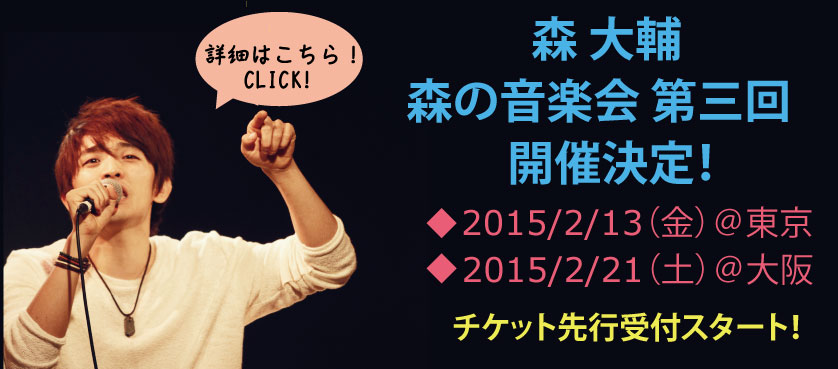 詳細はこちら!
CLICK!
森 大輔
森の音楽会 第三回
開催決定!
◆2015/2/13(金)@東京
◆2015/2/21(土)@大阪
チケット先行受付スタート!